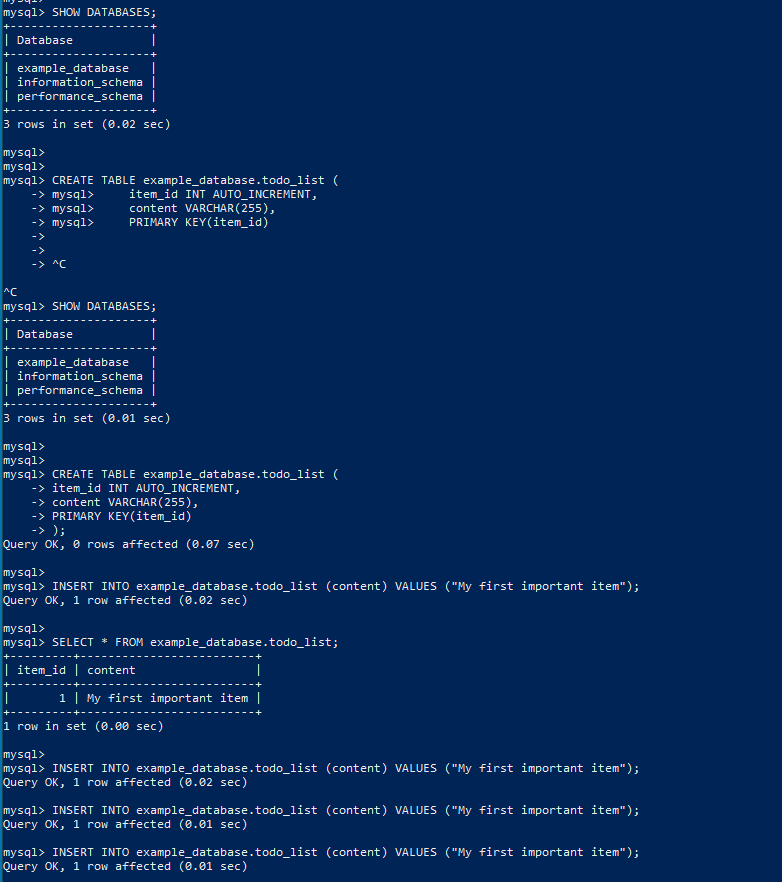 mysql>
mysql> SHOW DATABASES;
+--------------------+
| Database           |
+--------------------+
| example_database   |
| information_schema |
| performance_schema |
+--------------------+
3 rows in set (0.02 sec)

mysql>
mysql>
mysql> CREATE TABLE example_database.todo_list (
    -> mysql>     item_id INT AUTO_INCREMENT,
    -> mysql>     content VARCHAR(255),
    -> mysql>     PRIMARY KEY(item_id)
    ->
    ->
    -> ^C

^C
mysql> SHOW DATABASES;
+--------------------+
| Database           |
+--------------------+
| example_database   |
| information_schema |
| performance_schema |
+--------------------+
3 rows in set (0.01 sec)

mysql>
mysql>
mysql> CREATE TABLE example_database.todo_list (
    -> item_id INT AUTO_INCREMENT,
    -> content VARCHAR(255),
    -> PRIMARY KEY(item_id)
    -> );
Query OK, 0 rows affected (0.07 sec)

mysql>
mysql> INSERT INTO example_database.todo_list (content) VALUES ("My first important item");
Query OK, 1 row affected (0.02 sec)

mysql>
mysql> SELECT * FROM example_database.todo_list;
+---------+-------------------------+
| item_id | content                 |
+---------+-------------------------+
|       1 | My first important item |
+---------+-------------------------+
1 row in set (0.00 sec)

mysql>
mysql> INSERT INTO example_database.todo_list (content) VALUES ("My first important item");
Query OK, 1 row affected (0.02 sec)

mysql> INSERT INTO example_database.todo_list (content) VALUES ("My first important item");
Query OK, 1 row affected (0.01 sec)

mysql> INSERT INTO example_database.todo_list (content) VALUES ("My first important item");
Query OK, 1 row affected (0.01 sec)